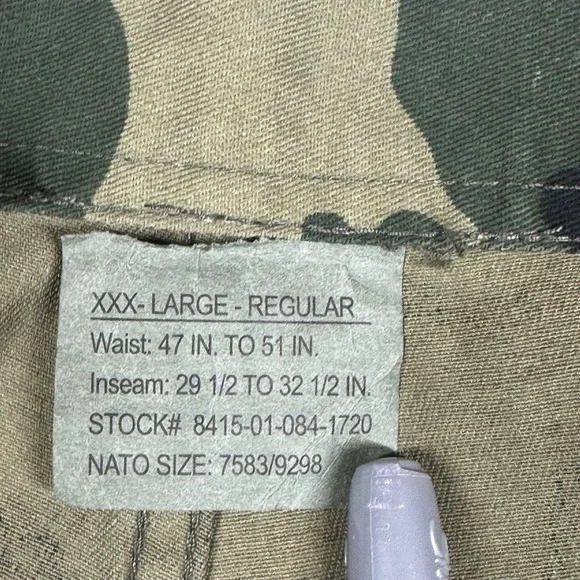 XXX- LARGE - REGULAR
Waist: 47 IN. TO 51 IN.
Inseam: 29 1/2 TO 32 1/2 IN.
STOCK# 8415-01-084-1720
NATO SIZE: 7583/9298